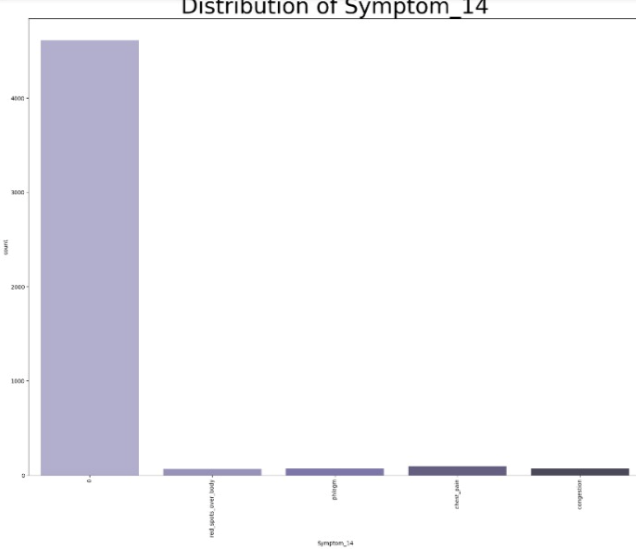 Distribution of Symptom_14
4000
3000
2000
1000
0
count
0
red_spots_over_body
phlegm
chest_pain
congestion
Symptom_14